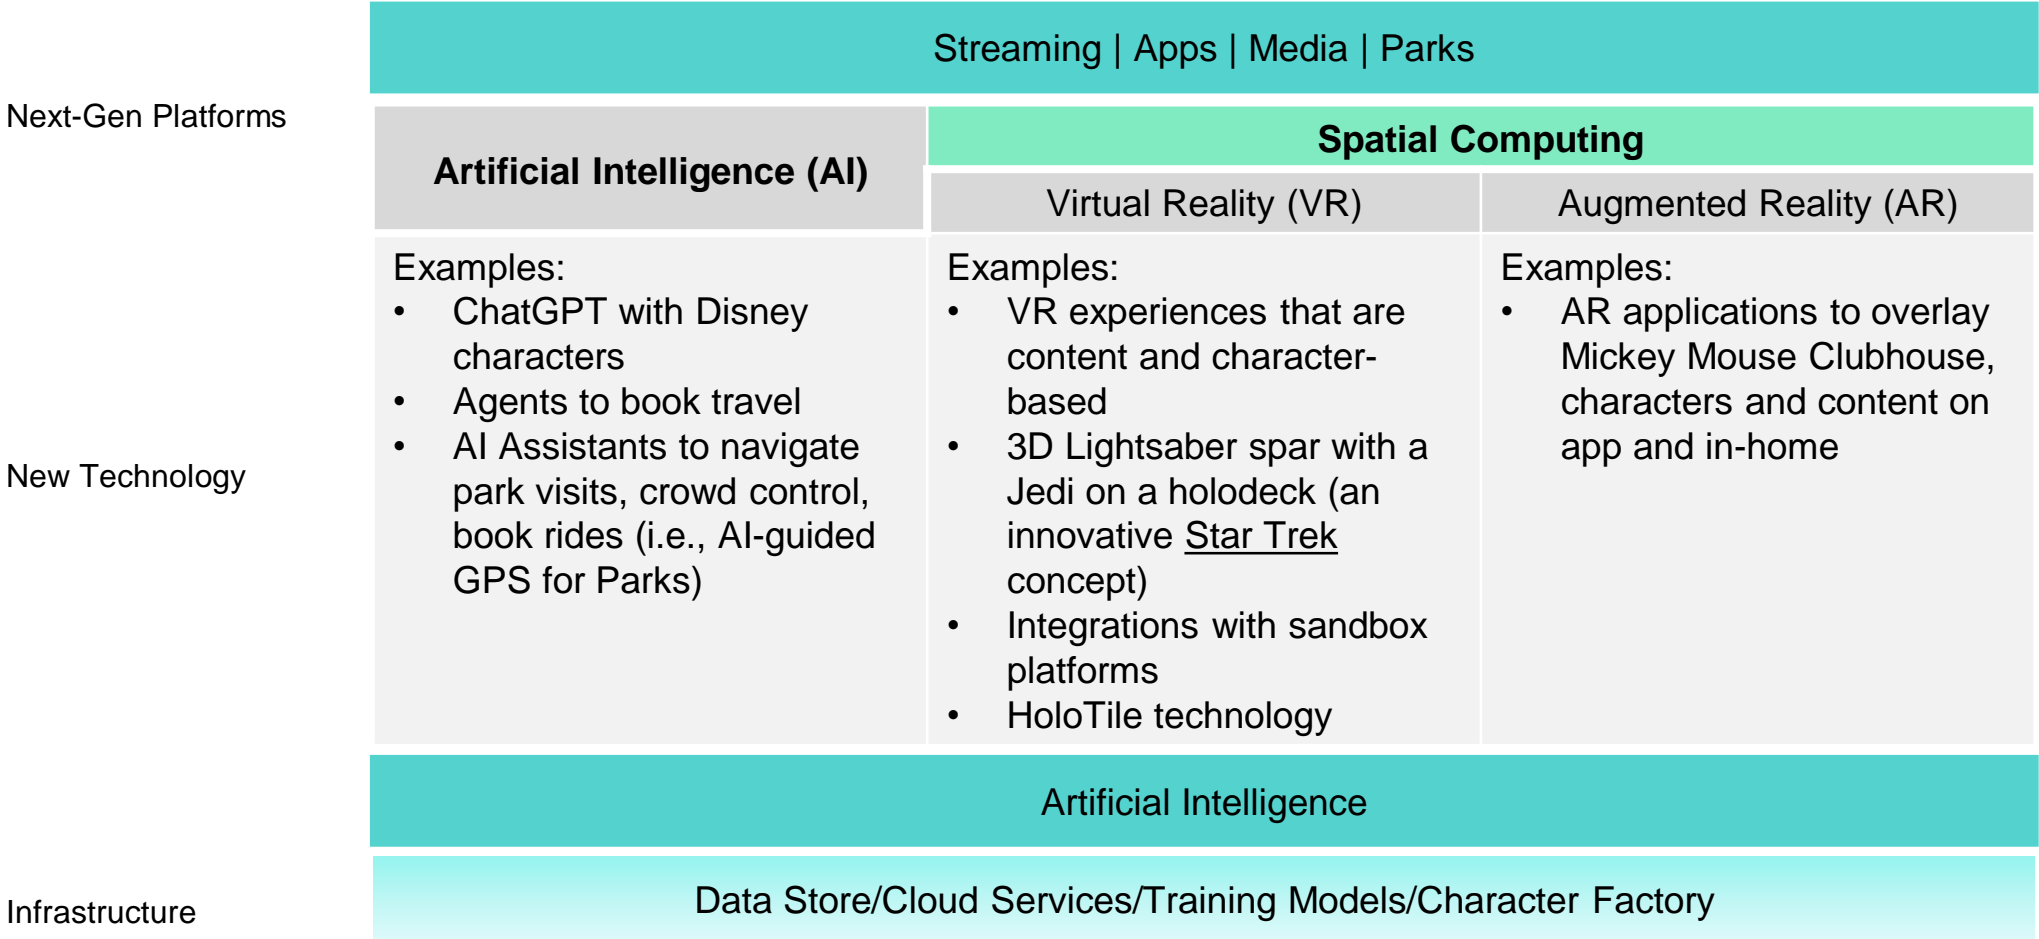 Streaming | Apps | Media | Parks
Next-Gen Platforms
Artificial Intelligence (AI)
Spatial Computing
Virtual Reality (VR)
Augmented Reality (AR)
New Technology
Examples:
• ChatGPT with Disney
characters
• Agents to book travel
• AI Assistants to navigate
park visits, crowd control,
book rides (i.e., AI-guided
GPS for Parks)
Examples:
• VR experiences that are
content and character-
based
• 3D Lightsaber spar with a
Jedi on a holodeck (an
innovative Star Trek
concept)
• Integrations with sandbox
platforms
• HoloTile technology
Examples:
• AR applications to overlay
Mickey Mouse Clubhouse,
characters and content on
app and in-home
Artificial Intelligence
Infrastructure
Data Store/Cloud Services/Training Models/Character Factory